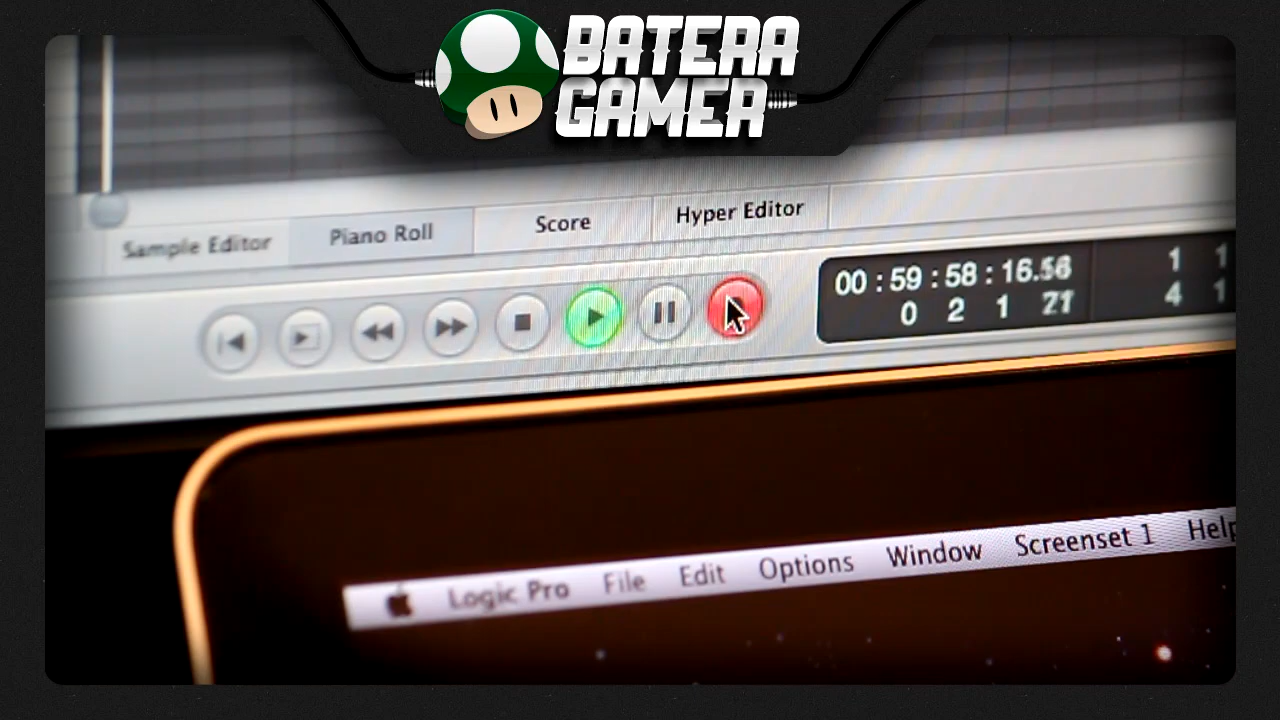 BATERA
GAMER
Sample Editor
Piano Roll
Score
Hyper Editor
00 : 59 : 58 : 16.56
0 2 1 21
1 1
4 1
Logic Pro File Edit Options Window Screenset 1 Help